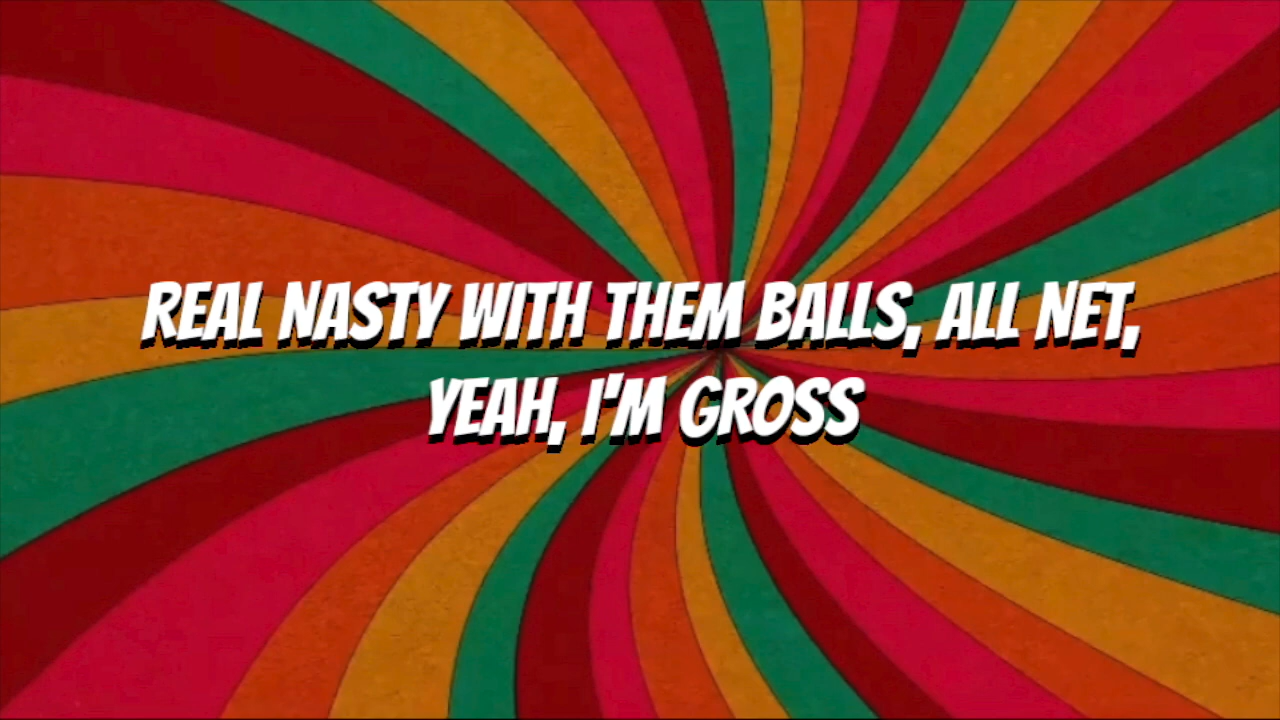 REAL NASTY WITH THEM BALLS, ALL NET,
YEAH, I'M GROSS